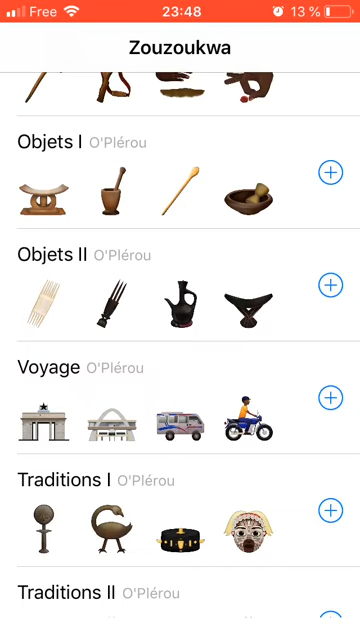 Free 23:48 13 %
Zouzoukwa
Objets I O'Plérou
Objets II O'Plérou
Voyage O'Plérou
Traditions I O'Plérou
Traditions II O'Plérou